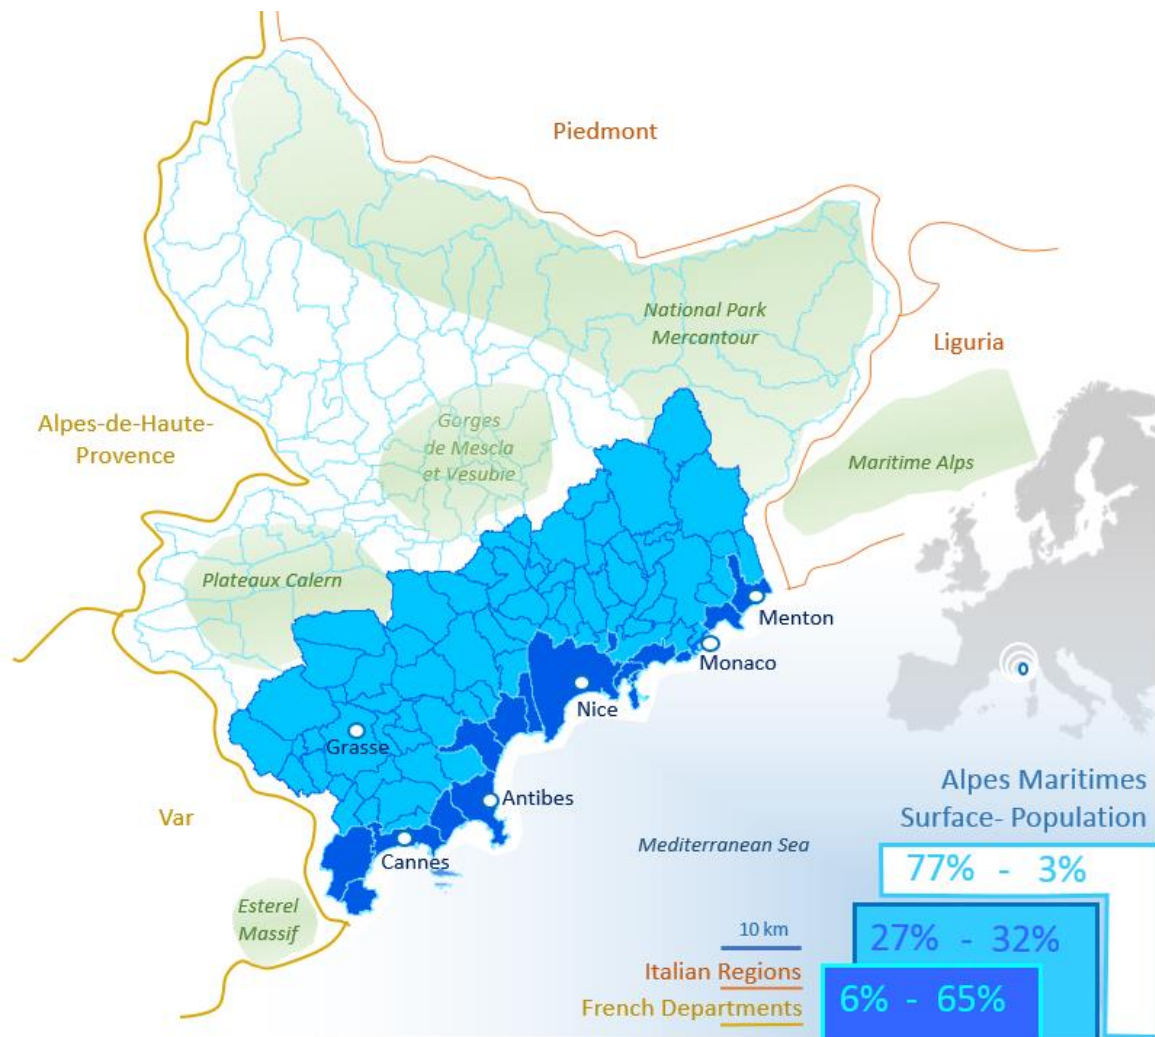 Piedmont
National Park
Mercantour
Liguria
Alpes-de-Haute-
Provence
Gorges
de Mescla
et Vesubie
Maritime Alps
Plateaux Calern
Menton
Monaco
Nice
Grasse
Antibes
Var
Cannes
Mediterranean Sea
Esterel
Massif
Alpes Maritimes
Surface- Population
77% - 3%
27% - 32%
6% - 65%
10 km
Italian Regions
French Departments